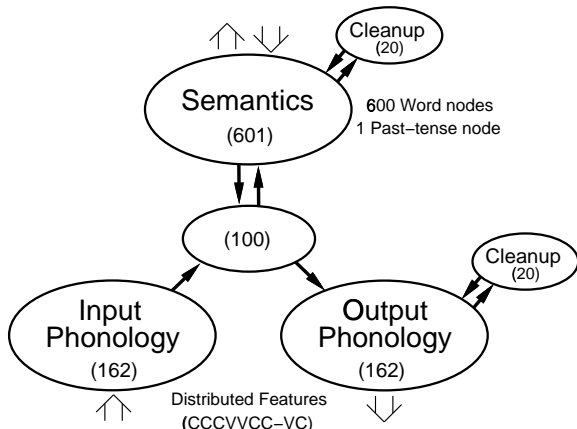 Cleanup
(20)
Semantics
(601)
600 Word nodes
1 Past−tense node
(100)
Cleanup
(20)
Input
Phonology
(162)
Output
Phonology
(162)
Distributed Features
(CCCVVCC−VC)